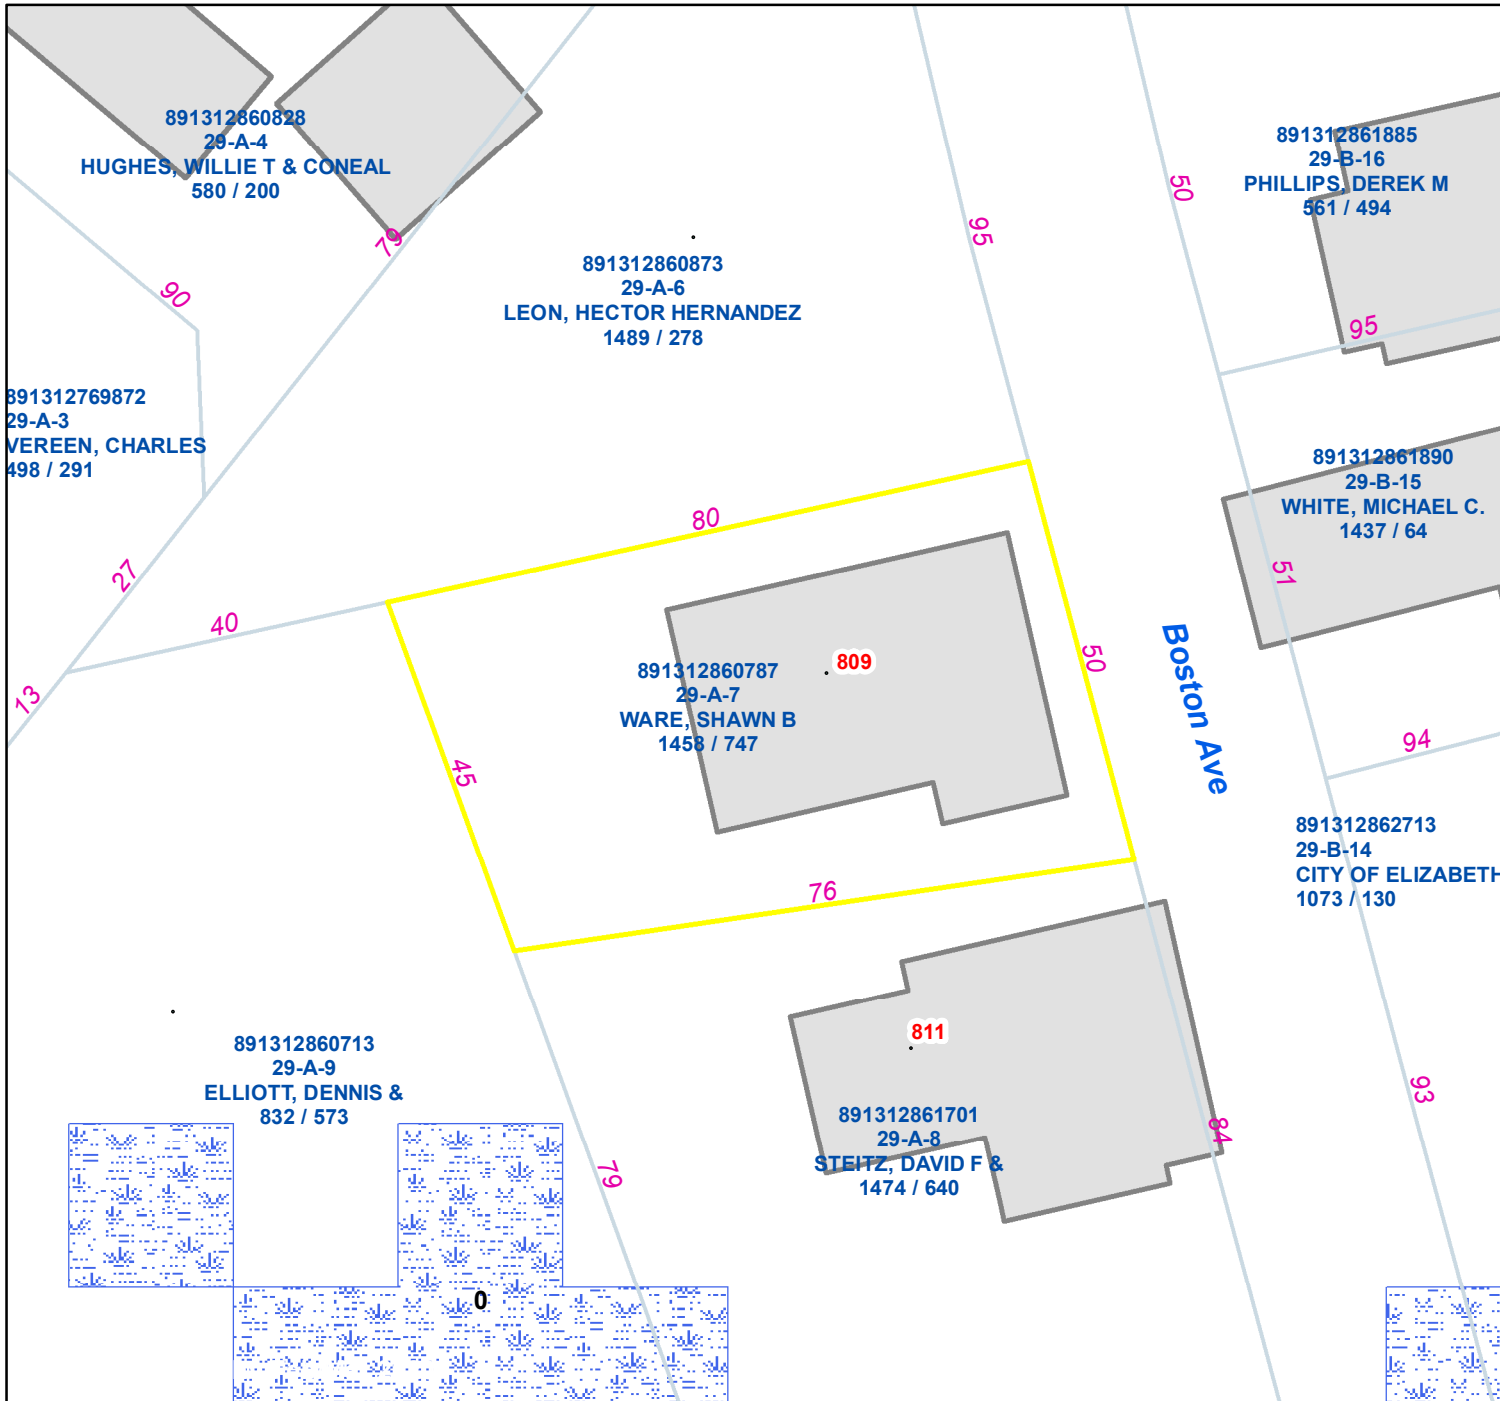 891312860828
29-A-4
HUGHES, WILLIE T & CONEAL
580 / 200
891312861885
29-B-16
PHILLIPS, DEREK M
561 / 494
50
95
79
90
891312860873
29-A-6
LEON, HECTOR HERNANDEZ
1489 / 278
95
891312769872
29-A-3
VEREEN, CHARLES
498 / 291
891312861890
29-B-15
WHITE, MICHAEL C.
1437 / 64
80
27
51
40
13
891312860787
29-A-7
WARE, SHAWN B
1458 / 747
809
50
Boston Ave
45
94
891312862713
29-B-14
CITY OF ELIZABETH
1073 / 130
76
811
891312860713
29-A-9
ELLIOTT, DENNIS &
832 / 573
891312861701
29-A-8
STEITZ, DAVID F &
1474 / 640
93
84
79
0